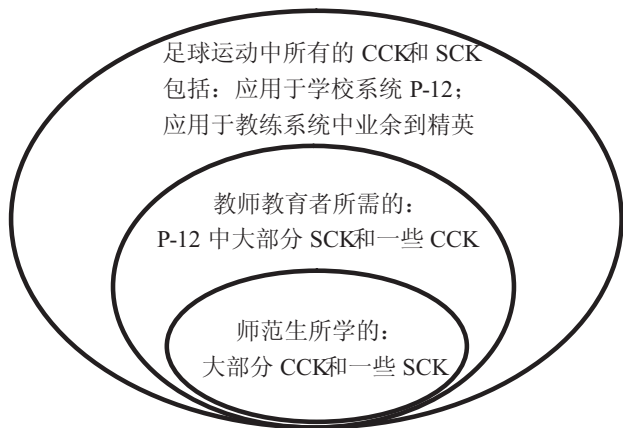 足球运动中所有的 CCK和 SCK
包括：应用于学校系统 P-12；
应用于教练系统中业余到精英
教师教育者所需的：
P-12 中大部分 SCK和一些 CCK
师范生所学的：
大部分 CCK和一些 SCK